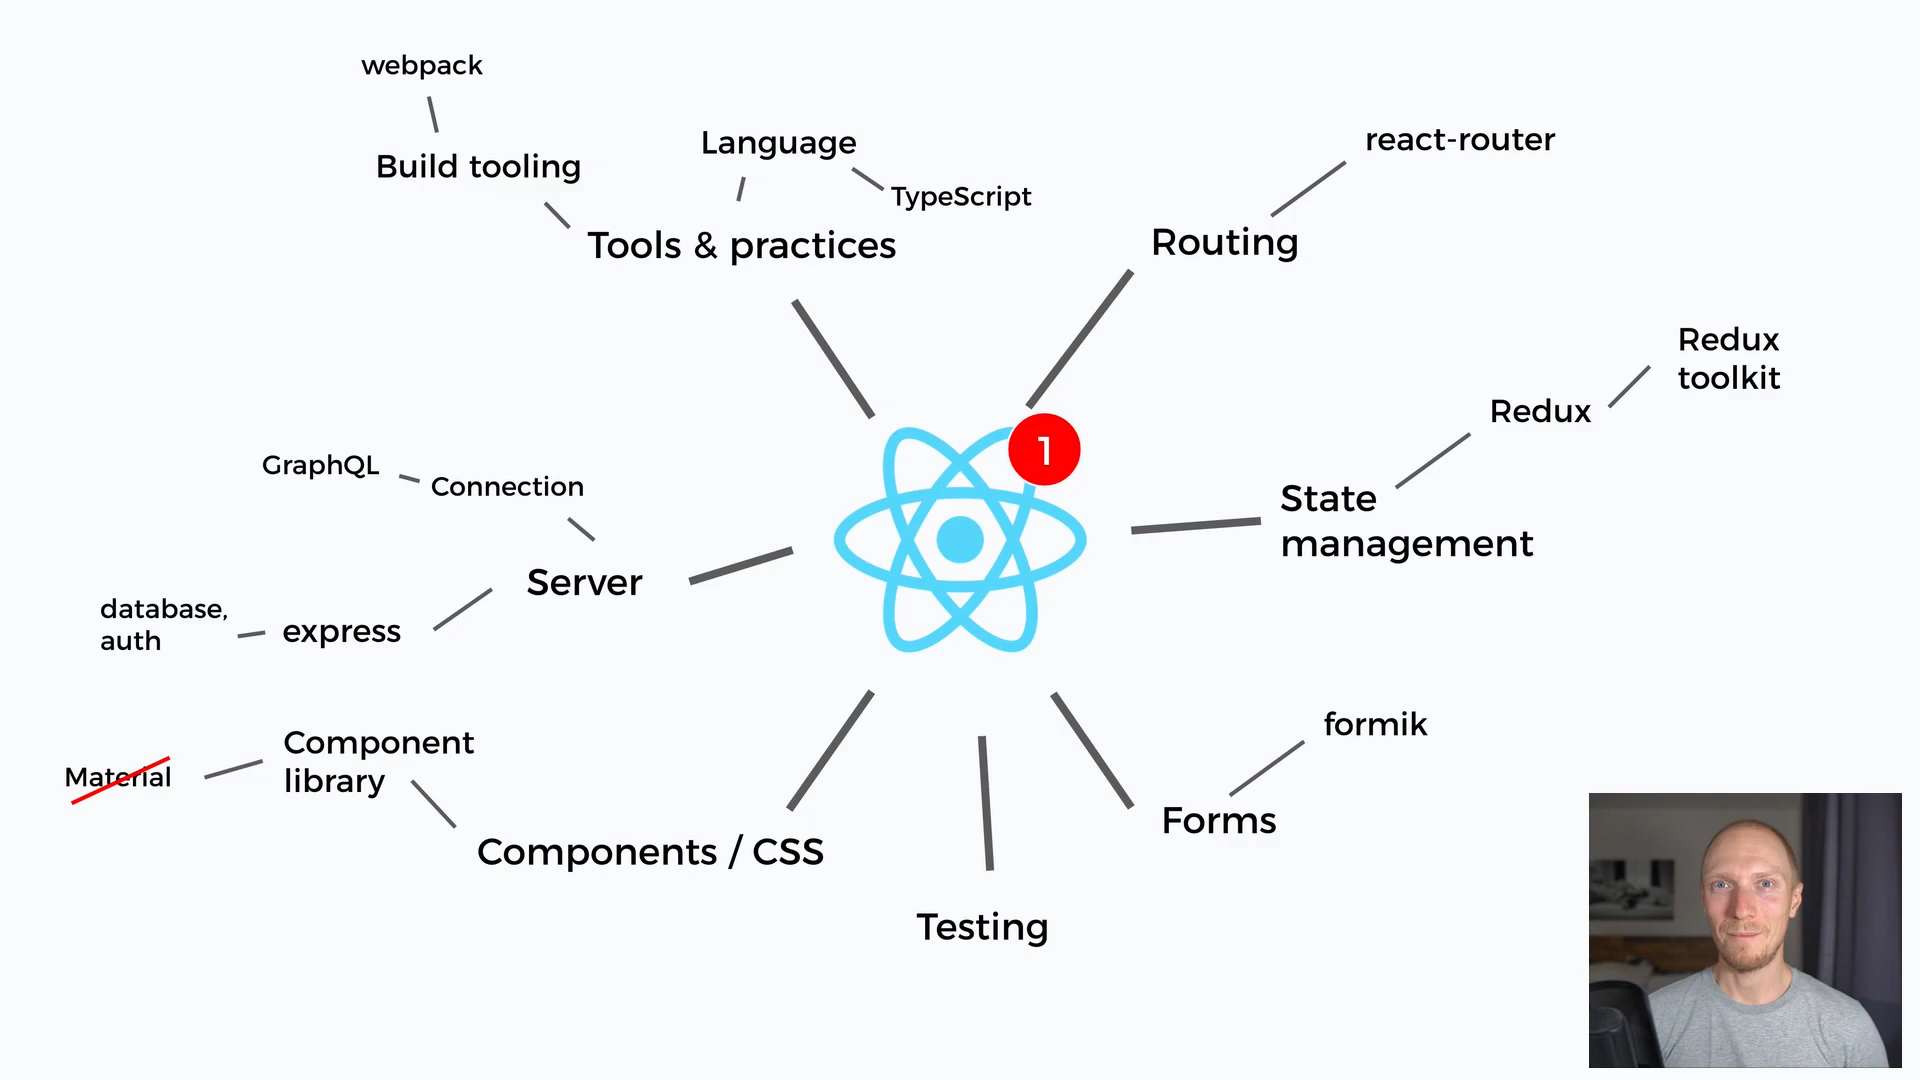 webpack
Build tooling
Language
TypeScript
Tools & practices
react-router
Routing
Redux
toolkit
Redux
State
management
1
GraphQL
Connection
Server
database,
auth
express
Component
library
Material
Components / CSS
formik
Forms
Testing